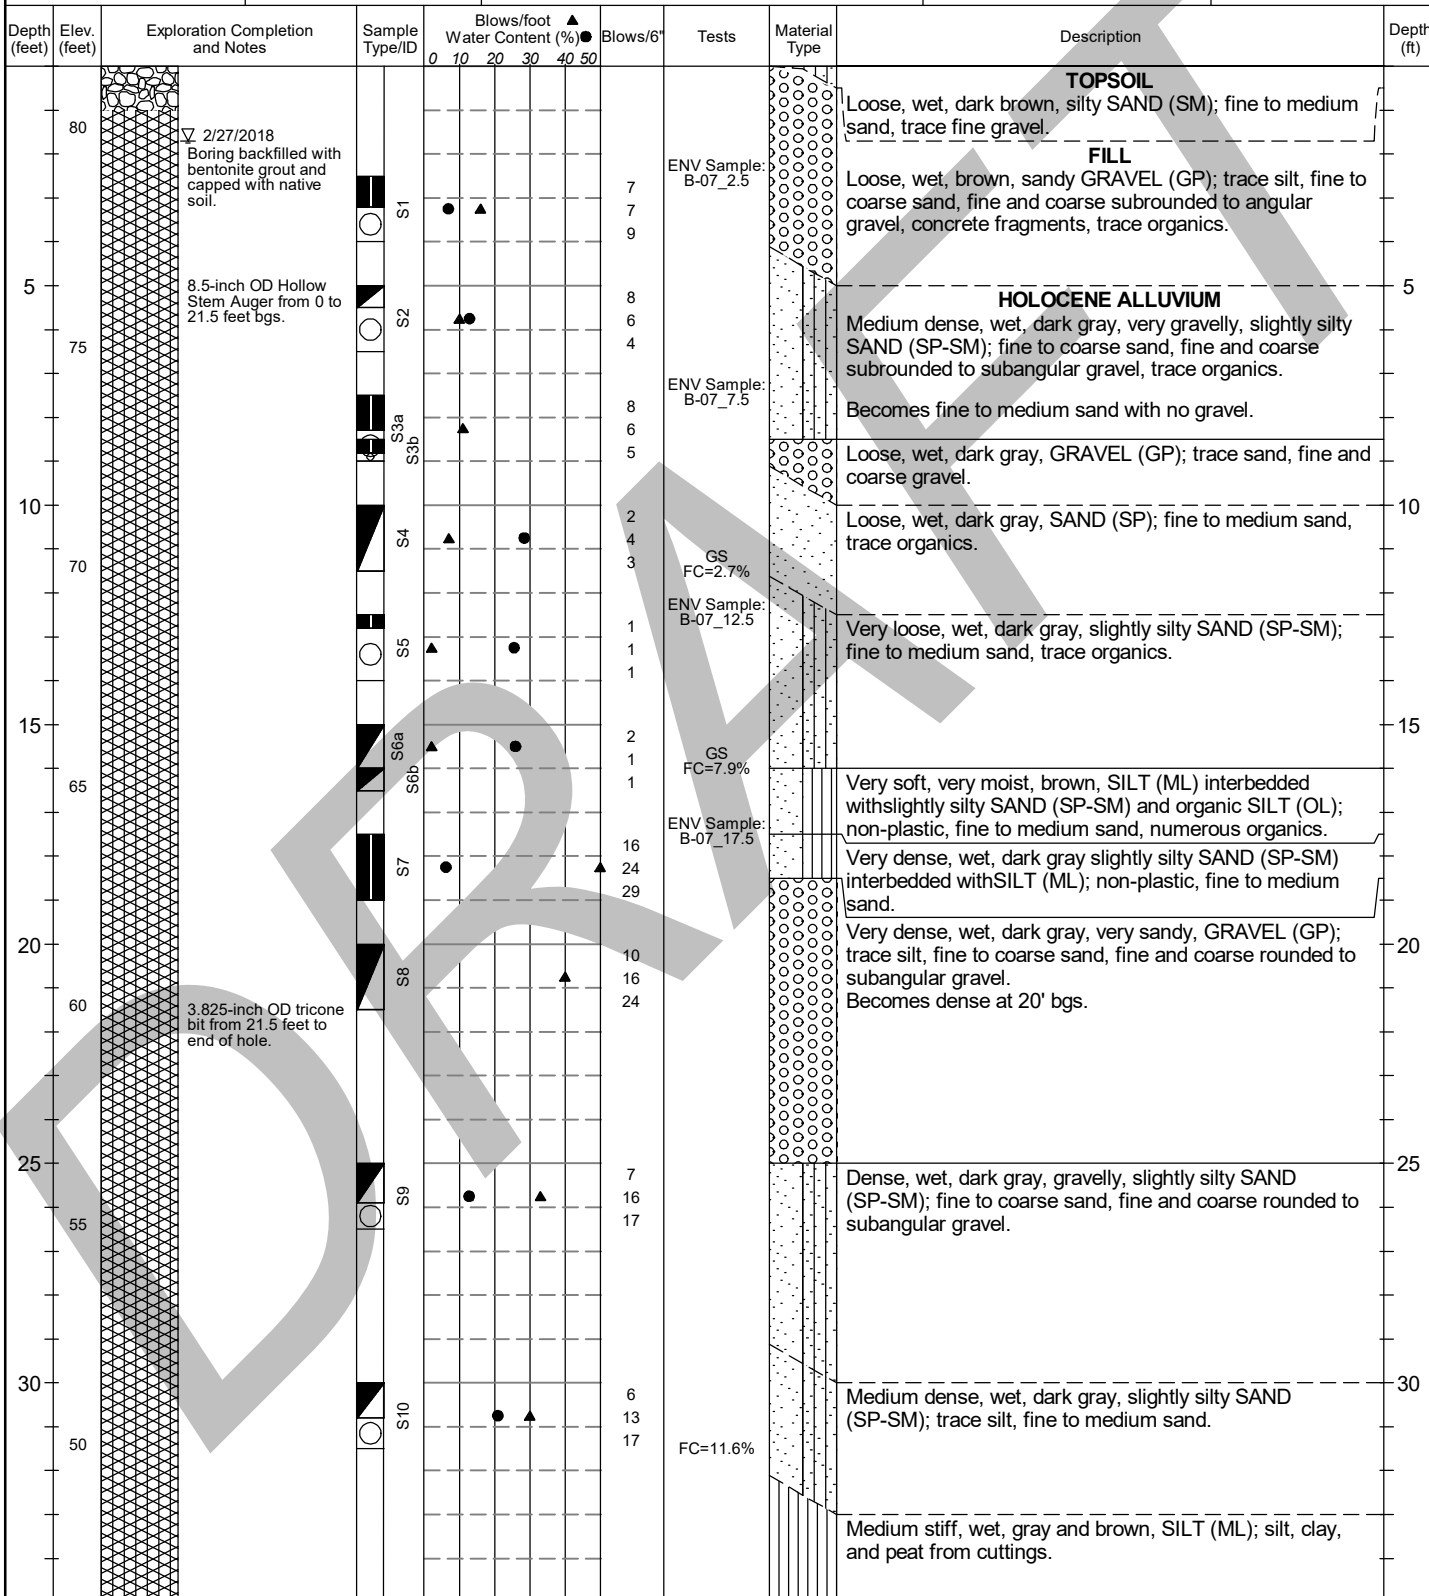 Depth (feet)
Elev. (feet)
Exploration Completion and Notes
Sample Type/ID
Blows/foot ▲
Water Content (%) ●
0 10 20 30 40 50
Blows/6"
Tests
Material Type
Description
Depth (ft)
TOPSOIL
Loose, wet, dark brown, silty SAND (SM); fine to medium
sand, trace fine gravel.
80
2/27/2018
Boring backfilled with
bentonite grout and
capped with native
soil.
ENV Sample:
B-07_2.5
FILL
Loose, wet, brown, sandy GRAVEL (GP); trace silt, fine to
coarse sand, fine and coarse subrounded to angular
gravel, concrete fragments, trace organics.
S1
7
7
9
5
8.5-inch OD Hollow
Stem Auger from 0 to
21.5 feet bgs.
S2
8
6
4
HOLOCENE ALLUVIUM
5
Medium dense, wet, dark gray, very gravelly, slightly silty
SAND (SP-SM); fine to coarse sand, fine and coarse
subrounded to subangular gravel, trace organics.
75
ENV Sample:
B-07_7.5
Becomes fine to medium sand with no gravel.
S3a
S3b
8
6
5
Loose, wet, dark gray, GRAVEL (GP); trace sand, fine and
coarse gravel.
10
S4
2
4
3
10
Loose, wet, dark gray, SAND (SP); fine to medium sand,
trace organics.
70
GS
FC=2.7%
ENV Sample:
B-07_12.5
S5
1
1
1
Very loose, wet, dark gray, slightly silty SAND (SP-SM);
fine to medium sand, trace organics.
15
S6a
S6b
2
1
1
GS
FC=7.9%
15
65
Very soft, very moist, brown, SILT (ML) interbedded
withslightly silty SAND (SP-SM) and organic SILT (OL);
non-plastic, fine to medium sand, numerous organics.
ENV Sample:
B-07_17.5
S7
16
24
29
Very dense, wet, dark gray slightly silty SAND (SP-SM)
interbedded withSILT (ML); non-plastic, fine to medium
sand.
20
S8
10
16
24
20
Very dense, wet, dark gray, very sandy, GRAVEL (GP);
trace silt, fine to coarse sand, fine and coarse rounded to
subangular gravel.
Becomes dense at 20' bgs.
60
3.825-inch OD tricone
bit from 21.5 feet to
end of hole.
25
S9
7
16
17
25
Dense, wet, dark gray, gravelly, slightly silty SAND
(SP-SM); fine to coarse sand, fine and coarse rounded to
subangular gravel.
55
30
S10
6
13
17
30
Medium dense, wet, dark gray, slightly silty SAND
(SP-SM); trace silt, fine to medium sand.
50
FC=11.6%
Medium stiff, wet, gray and brown, SILT (ML); silt, clay,
and peat from cuttings.
DRAFT